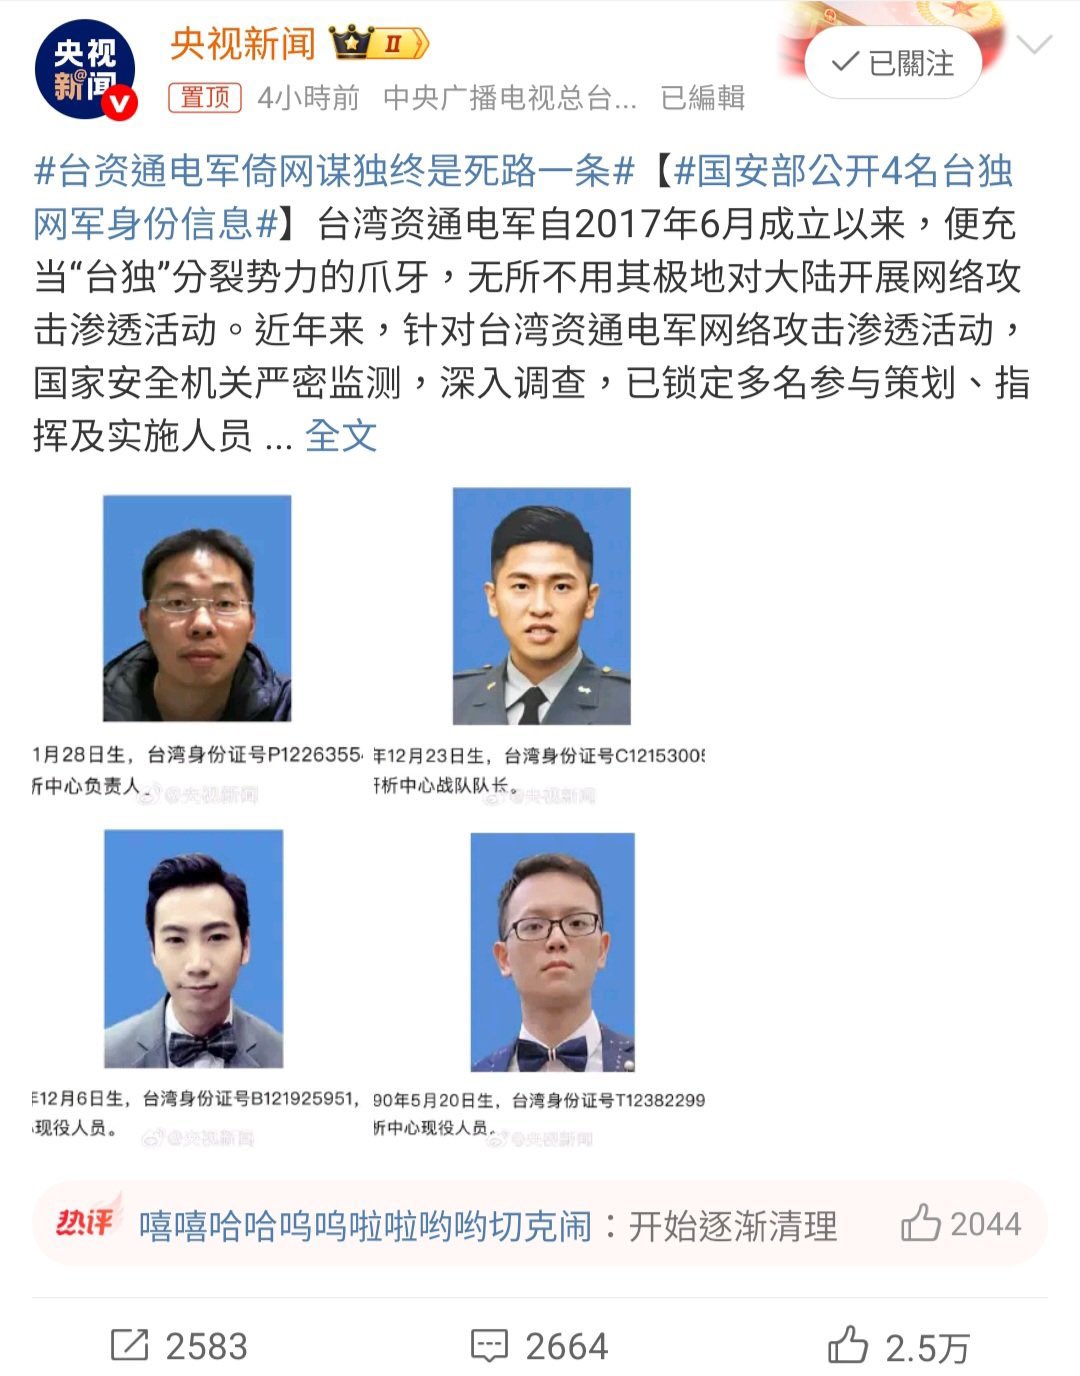 央视新闻 II
央视
新@闻
V
置顶 4小時前 中央广播电视总台... 已編輯
已關注
#台资通电军倚网谋独终是死路一条#【#国安部公开4名台独
网军身份信息#】台湾资通电军自2017年6月成立以来，便充
当“台独”分裂势力的爪牙，无所不用其极地对大陆开展网络攻
击渗透活动。近年来，针对台湾资通电军网络攻击渗透活动，
国家安全机关严密监测，深入调查，已锁定多名参与策划、指
挥及实施人员 ... 全文
1月28日生，台湾身份证号P1226355
中心负责人。
@央视新闻
12月23日生，台湾身份证号C1215300
析中心战队队长。
@央视新闻
12月6日生，台湾身份证号B121925951，
现役人员。
@央视新闻
90年5月20日生，台湾身份证号T12382299
中心现役人员。
@央视新闻
热评 嘻嘻哈哈呜呜啦啦哟哟切克闹：开始逐渐清理 2044
2583 2664 2.5万